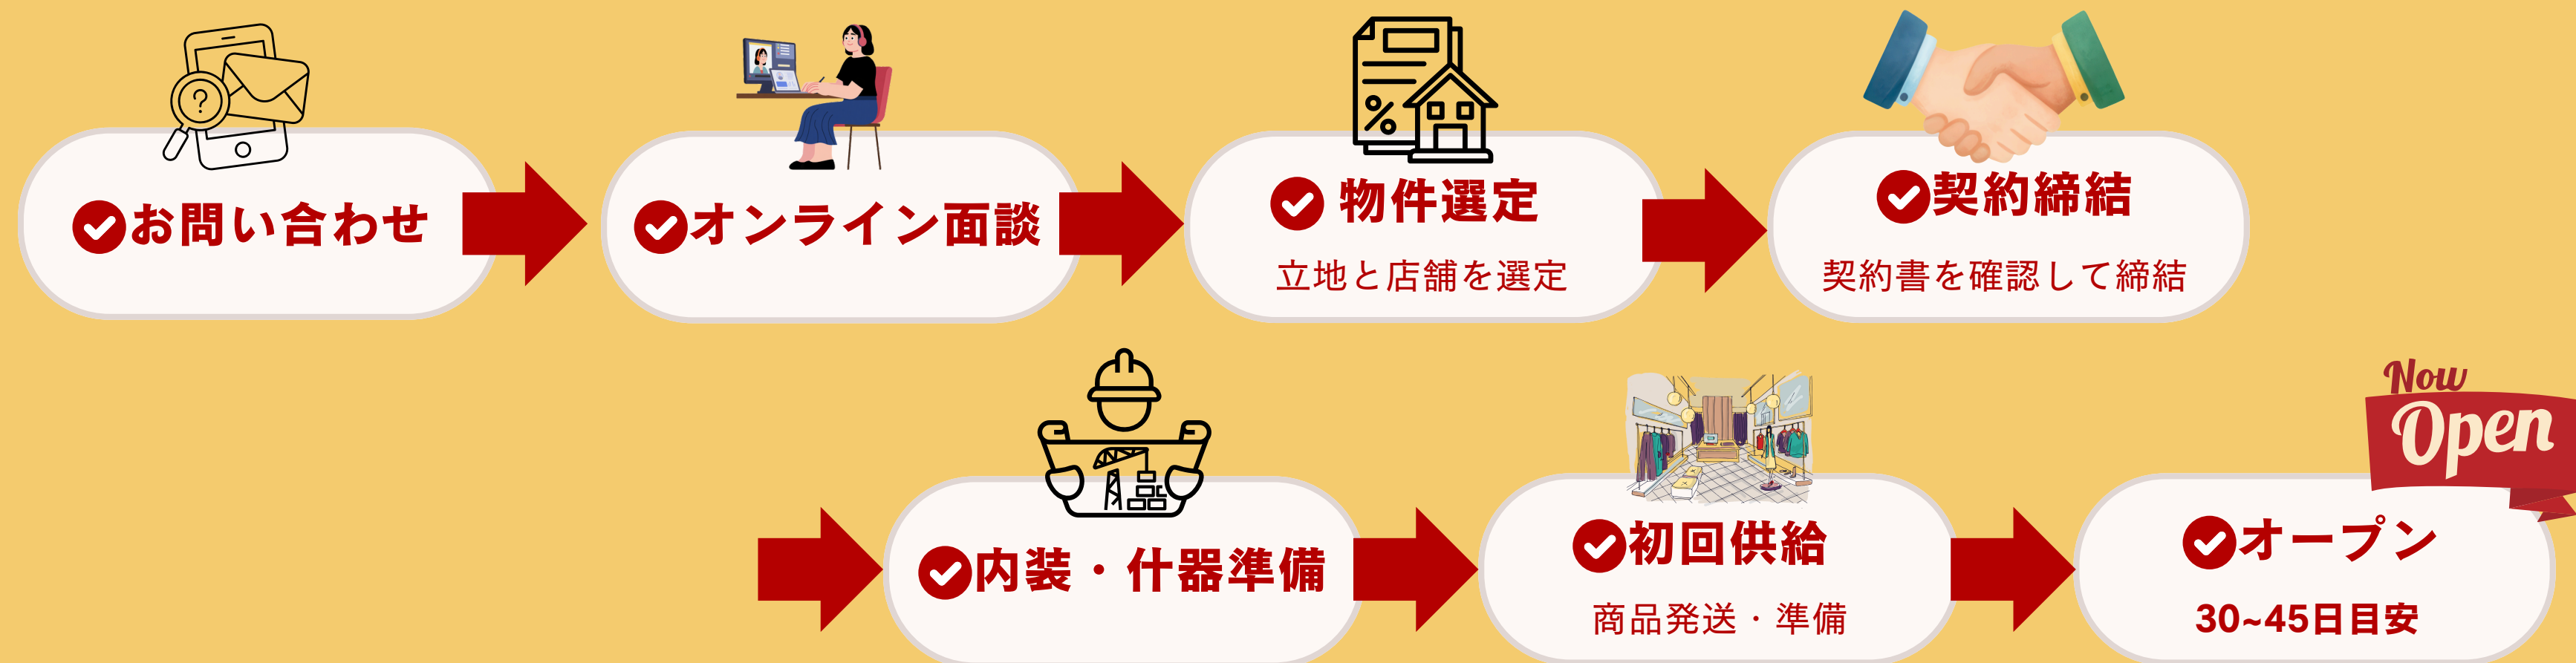 お問い合わせ
オンライン面談
物件選定
立地と店舗を選定
契約締結
契約書を確認して締結
内装・什器準備
初回供給
商品発送・準備
Now
Open
オープン
30~45日目安